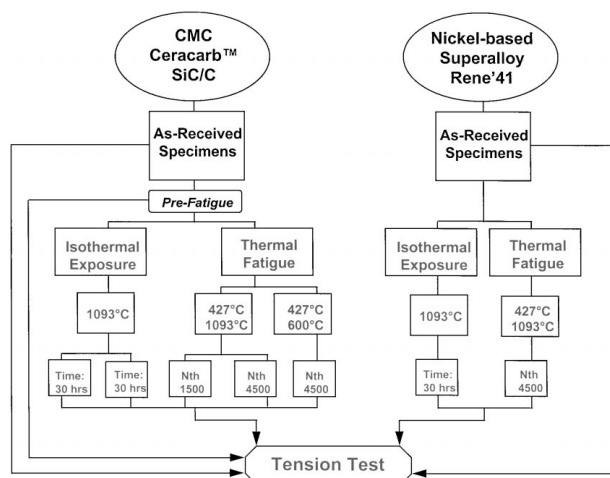 CMC
Ceracarb™
SiC/C
Nickel-based
Superalloy
Rene'41
As-Received
Specimens
As-Received
Specimens
Pre-Fatigue
Isothermal
Exposure
Thermal
Fatigue
Isothermal
Exposure
Thermal
Fatigue
1093°C
427°C
1093°C
427°C
600°C
1093°C
427°C
1093°C
Time:
30 hrs
Time:
30 hrs
Nth
1500
Nth
4500
Nth
4500
Time:
30 hrs
Nth
4500
Tension Test